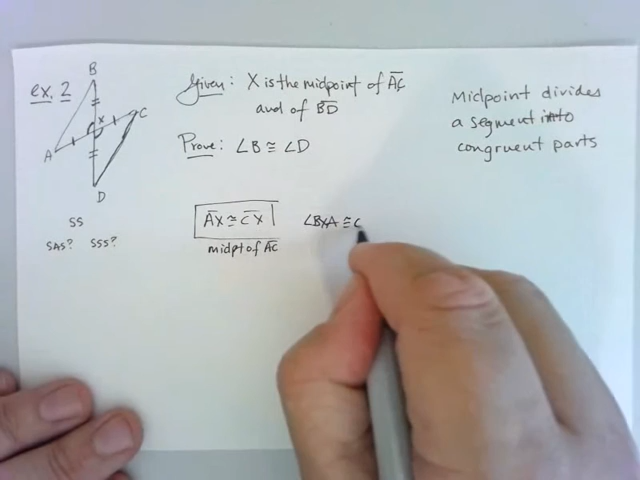 ex. 2
B
x
C
A
D
SS
SAS? SSS?
Given: X is the midpoint of AC
and of BD
Prove: ∠B ≅ ∠D
Midpoint divides
a segment into
congruent parts
AX ≅ CX
midpt of AC
∠BXA ≅ C